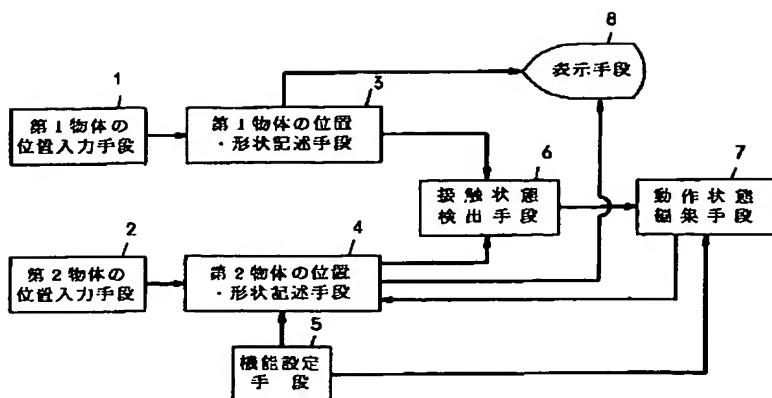 8
表示手段
1
第1物体の
位置入力手段
3
第1物体の位置
・形状記述手段
6
接触状態
検出手段
7
動作状態
編集手段
2
第2物体の
位置入力手段
4
第2物体の位置
・形状記述手段
5
機能設定
手段